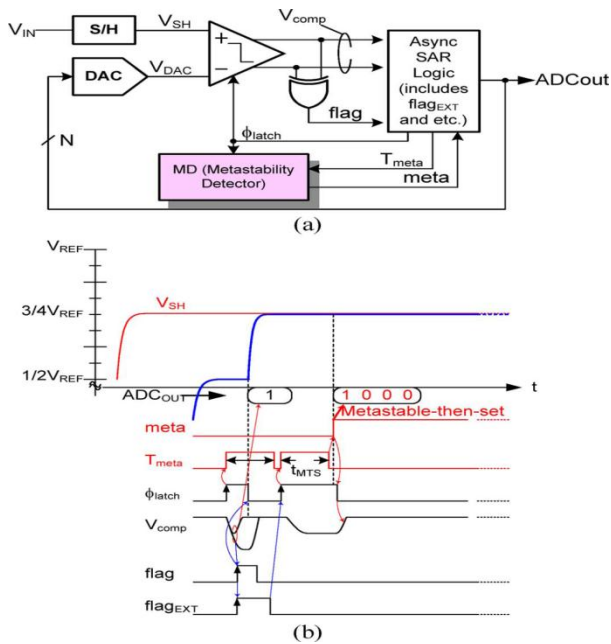 V_IN
S/H
V_SH
V_comp
DAC
V_DAC
+
−
Async
SAR
Logic
(includes
flag_EXT
and etc.)
ADCout
flag
ϕ_latch
N
MD (Metastability
Detector)
T_meta
meta
(a)
V_REF
V_SH
3/4V_REF
1/2V_REF
t
ADC_OUT
1
1 0 0 0
Metastable-then-set
meta
T_meta
t_MTS
ϕ_latch
V_comp
flag
flag_EXT
(b)